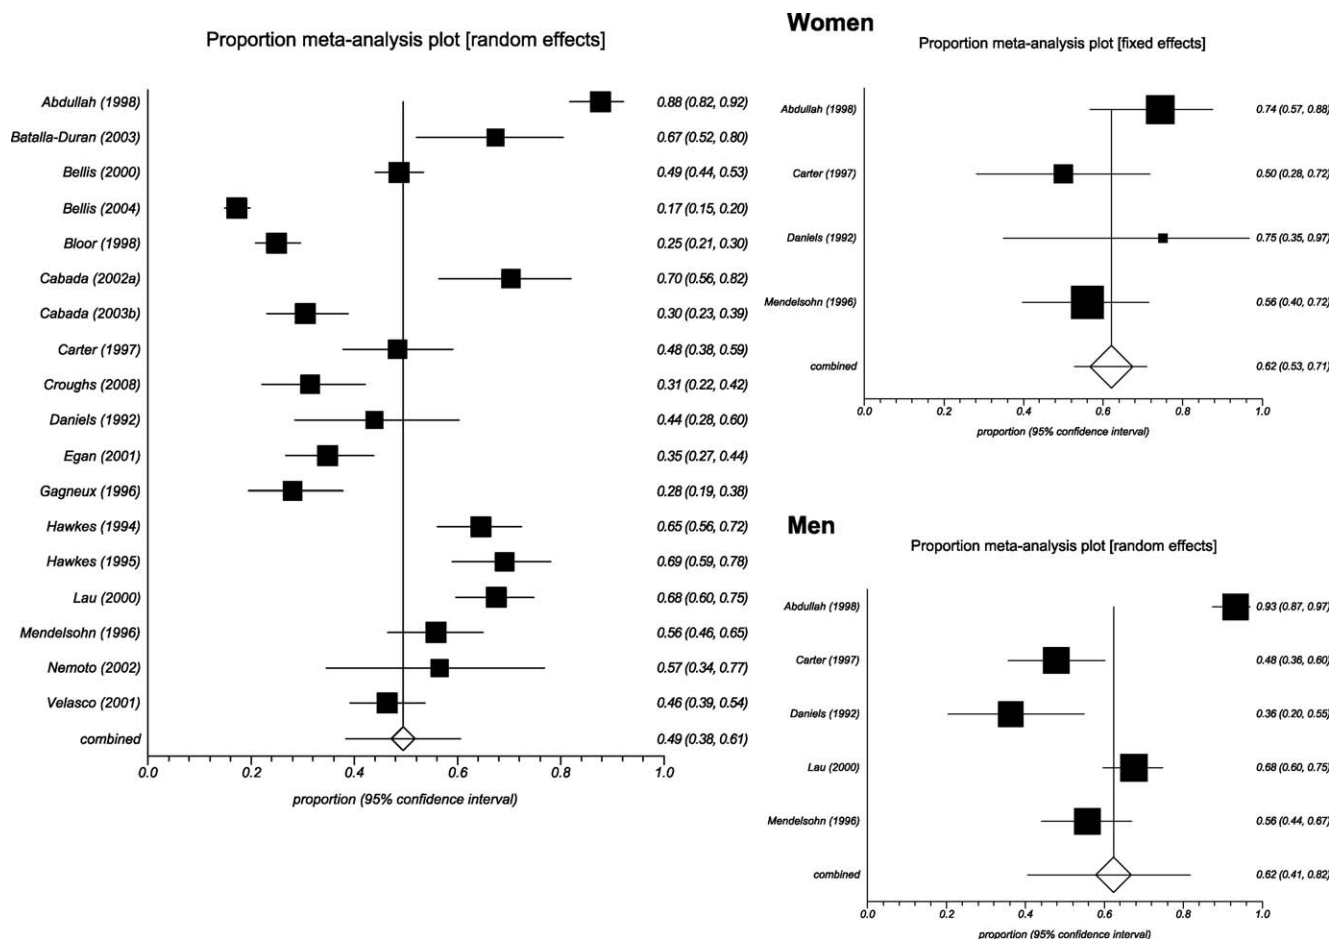 Proportion meta-analysis plot [random effects]
Abdullah (1998) 0.88 (0.82, 0.92)
Batalla-Duran (2003) 0.67 (0.52, 0.80)
Bellis (2000) 0.49 (0.44, 0.53)
Bellis (2004) 0.17 (0.15, 0.20)
Bloor (1998) 0.25 (0.21, 0.30)
Cabada (2002a) 0.70 (0.56, 0.82)
Cabada (2003b) 0.30 (0.23, 0.39)
Carter (1997) 0.48 (0.38, 0.59)
Croughs (2008) 0.31 (0.22, 0.42)
Daniels (1992) 0.44 (0.28, 0.60)
Egan (2001) 0.35 (0.27, 0.44)
Gagneux (1996) 0.28 (0.19, 0.38)
Hawkes (1994) 0.65 (0.56, 0.72)
Hawkes (1995) 0.69 (0.59, 0.78)
Lau (2000) 0.68 (0.60, 0.75)
Mendelsohn (1996) 0.56 (0.46, 0.65)
Nemoto (2002) 0.57 (0.34, 0.77)
Velasco (2001) 0.46 (0.39, 0.54)
combined 0.49 (0.38, 0.61)
0.0 0.2 0.4 0.6 0.8 1.0
proportion (95% confidence interval)
Women
Proportion meta-analysis plot [fixed effects]
Abdullah (1998) 0.74 (0.57, 0.88)
Carter (1997) 0.50 (0.28, 0.72)
Daniels (1992) 0.75 (0.35, 0.97)
Mendelsohn (1996) 0.56 (0.40, 0.72)
combined 0.62 (0.53, 0.71)
0.0 0.2 0.4 0.6 0.8 1.0
proportion (95% confidence interval)
Men
Proportion meta-analysis plot [random effects]
Abdullah (1998) 0.93 (0.87, 0.97)
Carter (1997) 0.48 (0.36, 0.60)
Daniels (1992) 0.36 (0.20, 0.55)
Lau (2000) 0.68 (0.60, 0.75)
Mendelsohn (1996) 0.56 (0.44, 0.67)
combined 0.62 (0.41, 0.82)
0.0 0.2 0.4 0.6 0.8 1.0
proportion (95% confidence interval)